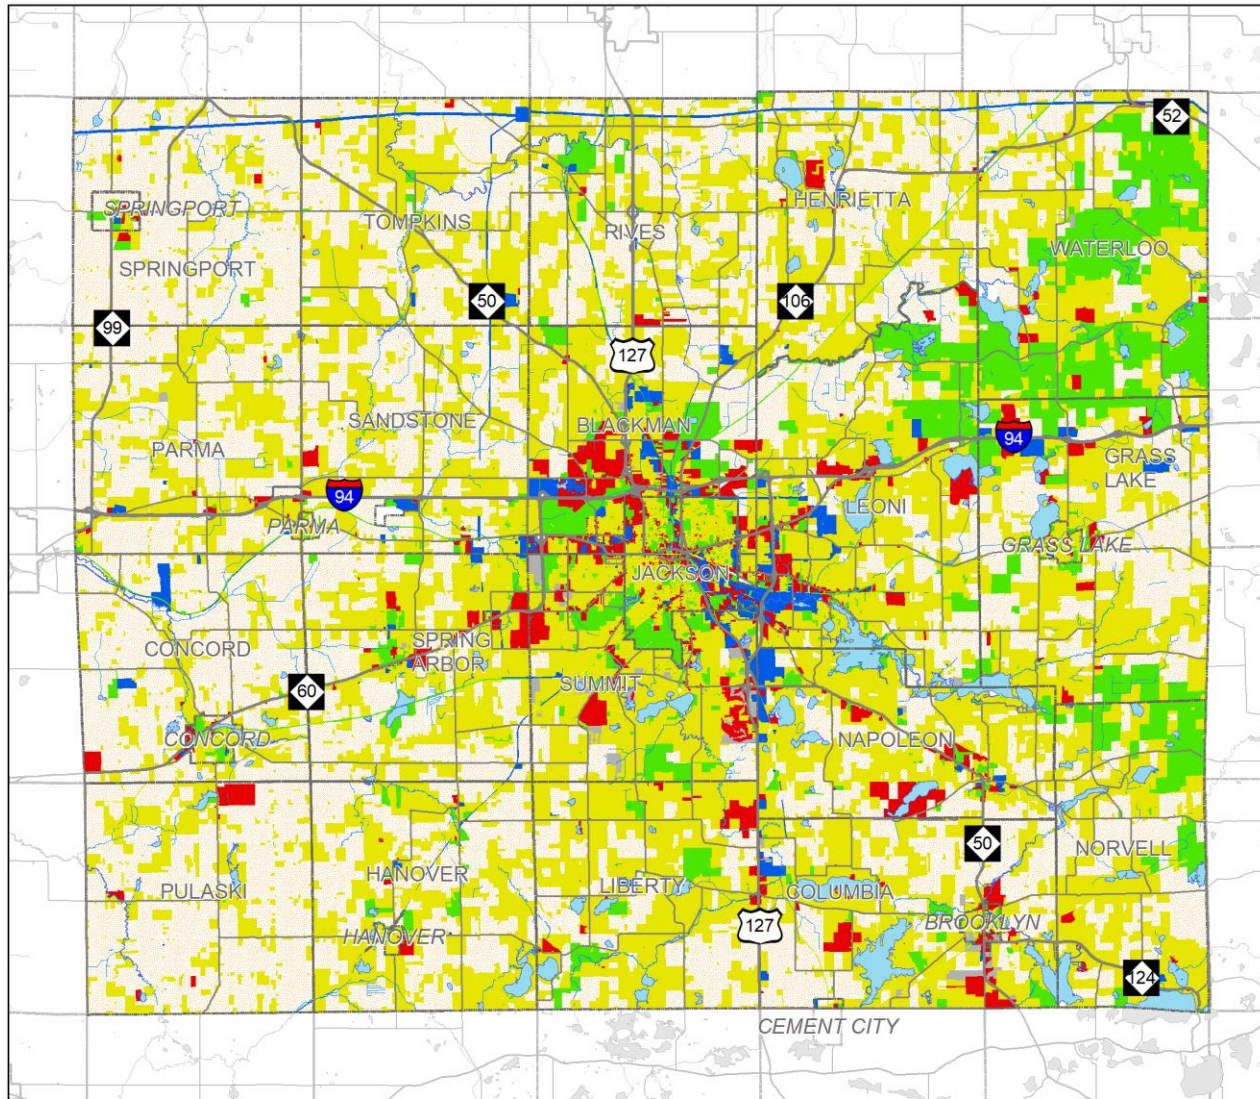 52
SPRINGPORT
TOMPKINS
RIVES
HENRIETTA
WATERLOO
SPRINGPORT
99
50
106
127
SANDSTONE
BLACKMAN
PARMA
94
GRASS
LAKE
94
PARMA
LEONI
GRASS LAKE
JACKSON
CONCORD
SPRING
ARBOR
60
SUMMIT
CONCORD
NAPOLEON
50
NORVELL
HANOVER
PULASKI
LIBERTY
COLUMBIA
HANOVER
127
BROOKLYN
124
CEMENT CITY